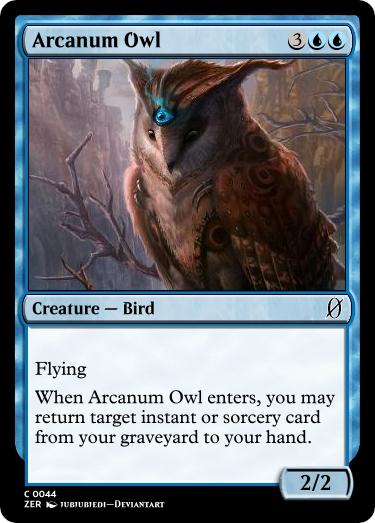 Arcanum Owl 3
Creature — Bird
Flying
When Arcanum Owl enters, you may
return target instant or sorcery card
from your graveyard to your hand.
2/2
C 0044
ZER JUBJUBJEDI—DEVIANTART